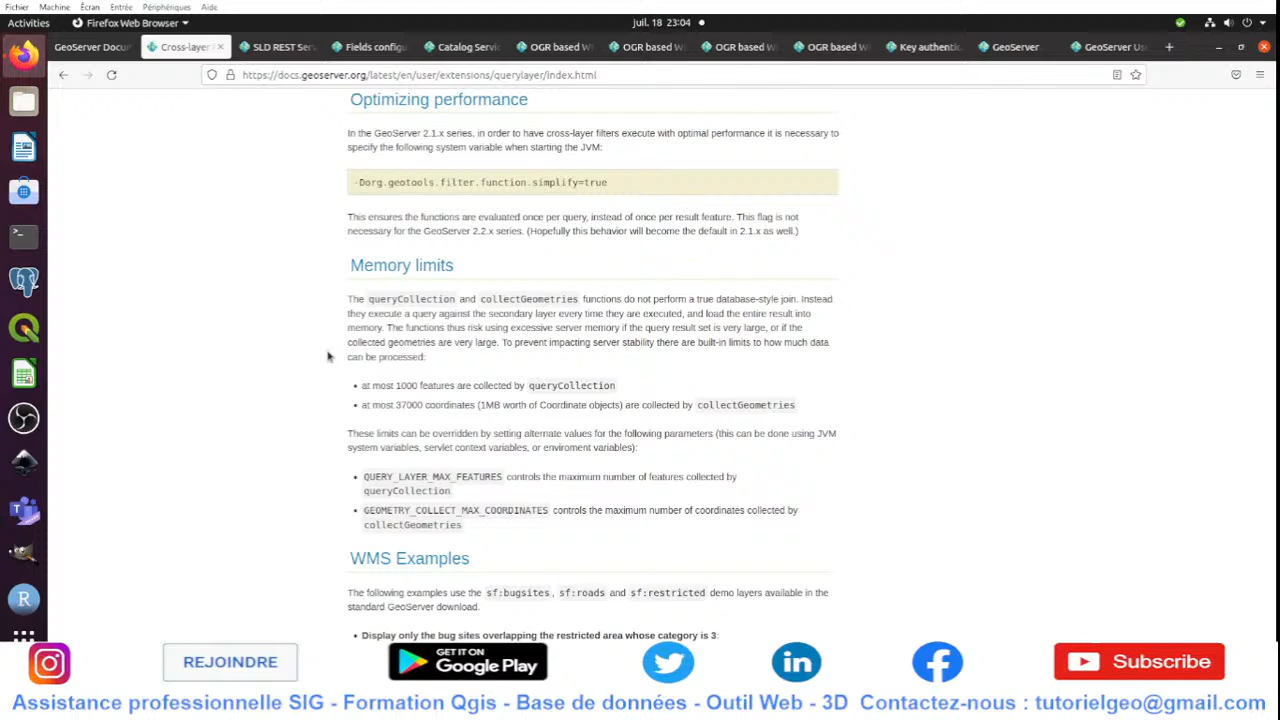 Fichier Machine Écran Entrée Périphériques Aide
Activities Firefox Web Browser juil. 18 23:04
GeoServer Docu Cross-layer SLD REST Ser Fields config Catalog Servi OGR based W OGR based W OGR based W OGR based W Key authenti GeoServer GeoServer Us
https://docs.geoserver.org/latest/en/user/extensions/querylayer/index.html
Optimizing performance
In the GeoServer 2.1.x series, in order to have cross-layer filters execute with optimal performance it is necessary to
specify the following system variable when starting the JVM:
-Dorg.geotools.filter.function.simplify=true
This ensures the functions are evaluated once per query, instead of once per result feature. This flag is not
necessary for the GeoServer 2.2.x series. (Hopefully this behavior will become the default in 2.1.x as well.)
Memory limits
The queryCollection and collectGeometries functions do not perform a true database-style join. Instead
they execute a query against the secondary layer every time they are executed, and load the entire result into
memory. The functions thus risk using excessive server memory if the query result set is very large, or if the
collected geometries are very large. To prevent impacting server stability there are built-in limits to how much data
can be processed:
• at most 1000 features are collected by queryCollection
• at most 37000 coordinates (1MB worth of Coordinate objects) are collected by collectGeometries
These limits can be overridden by setting alternate values for the following parameters (this can be done using JVM
system variables, servlet context variables, or enviroment variables):
• QUERY_LAYER_MAX_FEATURES controls the maximum number of features collected by
queryCollection
• GEOMETRY_COLLECT_MAX_COORDINATES controls the maximum number of coordinates collected by
collectGeometries
WMS Examples
The following examples use the sf:bugsites, sf:roads and sf:restricted demo layers available in the
standard GeoServer download.
• Display only the bug sites overlapping the restricted area whose category is 3:
REJOINDRE GET IT ON Google Play Subscribe
Assistance professionnelle SIG - Formation Qgis - Base de données - Outil Web - 3D Contactez-nous : tutorielgeo@gmail.com